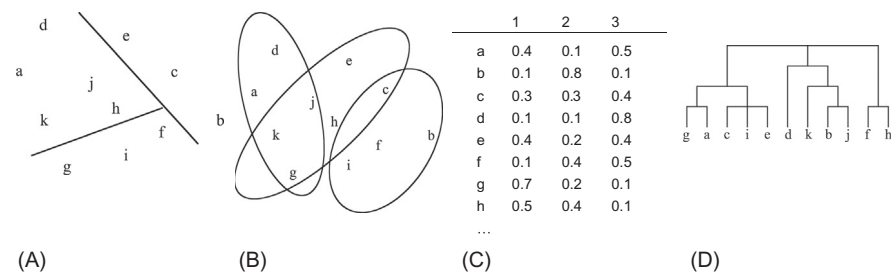 d
e
a
j
c
k
h
b
f
i
g
(A)
d
e
a
j
c
h
k
b
f
i
g
(B)
1 2 3
a 0.4 0.1 0.5
b 0.1 0.8 0.1
c 0.3 0.3 0.4
d 0.1 0.1 0.8
e 0.4 0.2 0.4
f 0.1 0.4 0.5
g 0.7 0.2 0.1
h 0.5 0.4 0.1
...
(C)
g a c i e d k b j f h
(D)